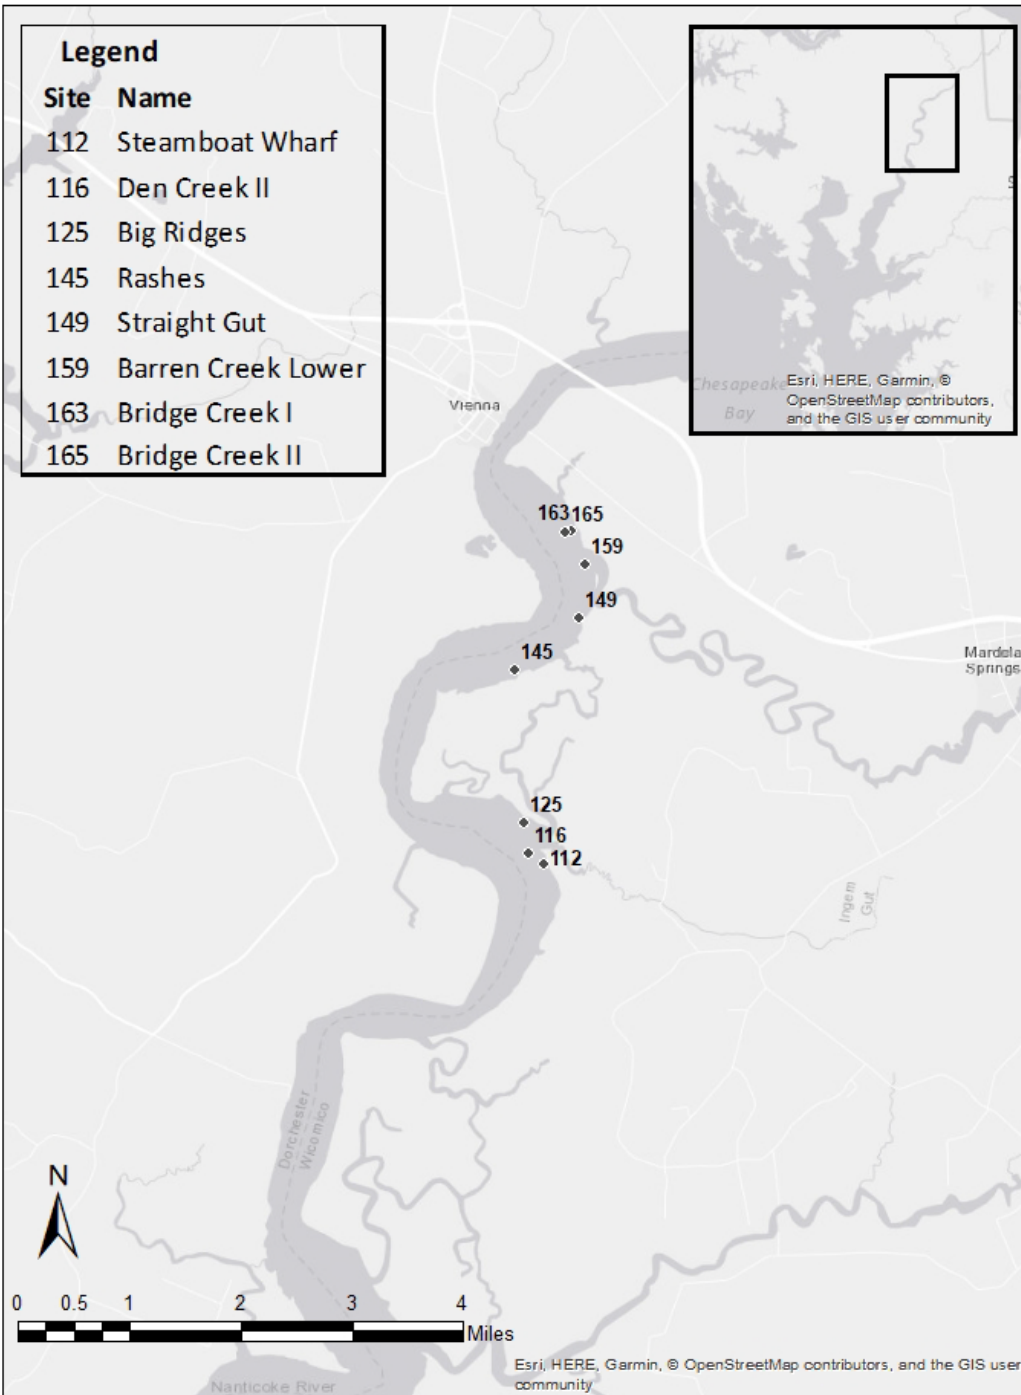 Legend
Site Name
112 Steamboat Wharf
116 Den Creek II
125 Big Ridges
145 Rashes
149 Straight Gut
159 Barren Creek Lower
163 Bridge Creek I
165 Bridge Creek II
Chesapeake
Bay
Esri, HERE, Garmin, ©
OpenStreetMap contributors,
and the GIS user community
S
Vienna
163 165
159
149
145
Mardela
Springs
125
116
112
Ingem
Gut
Dorchester
Wicomico
N
0 0.5 1 2 3 4
Miles
Esri, HERE, Garmin, © OpenStreetMap contributors, and the GIS user
community
Nanticoke River